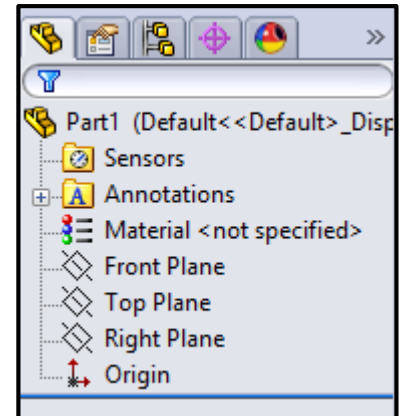 Part1 (Default<<Default>_Disp
Sensors
A Annotations
Material <not specified>
Front Plane
Top Plane
Right Plane
Origin